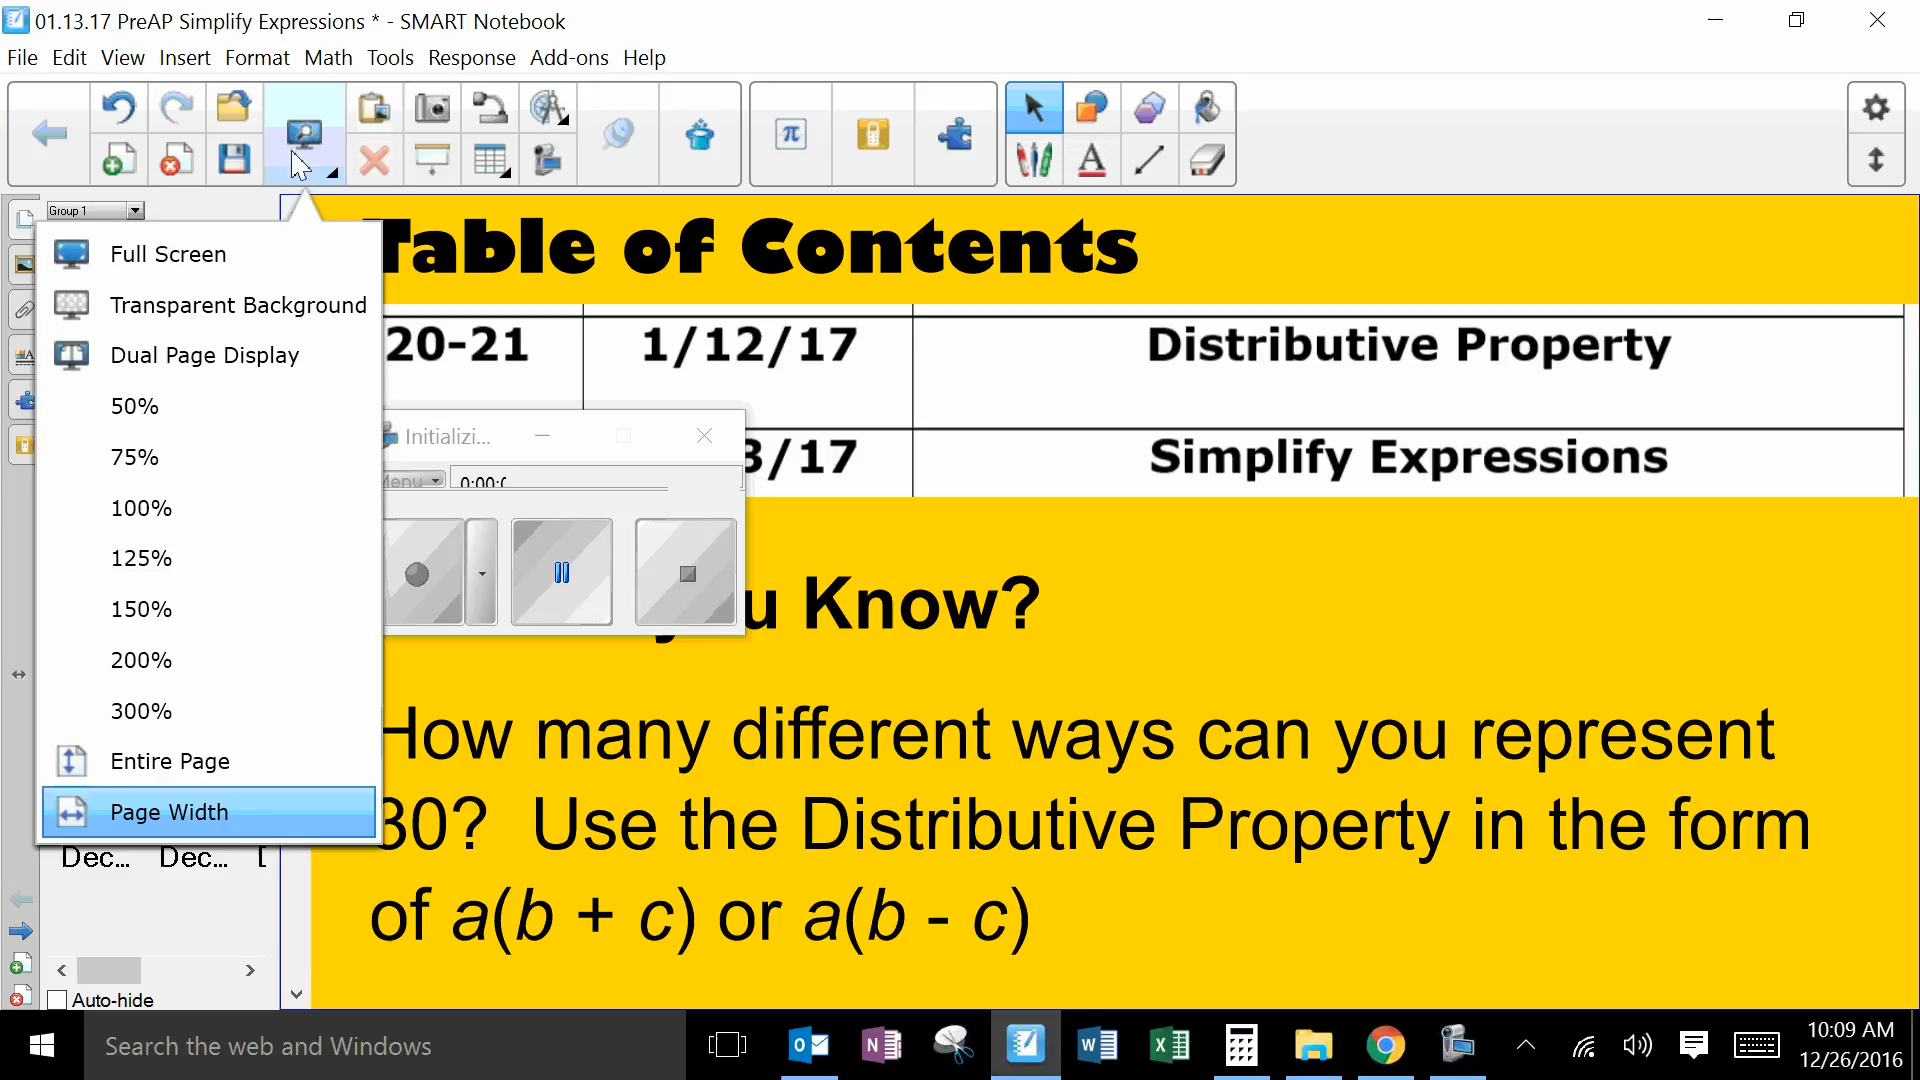 01.13.17 PreAP Simplify Expressions * - SMART Notebook
File Edit View Insert Format Math Tools Response Add-ons Help
Group 1
Full Screen
Transparent Background
Dual Page Display
50%
75%
100%
125%
150%
200%
300%
Entire Page
Page Width
Dec... Dec...
Auto-hide
Table of Contents
20-21 1/12/17 Distributive Property
3/17 Simplify Expressions
Initializi...
Menu 0:00:0
Know?
How many different ways can you represent
30? Use the Distributive Property in the form
of a(b + c) or a(b - c)
Search the web and Windows
10:09 AM
12/26/2016